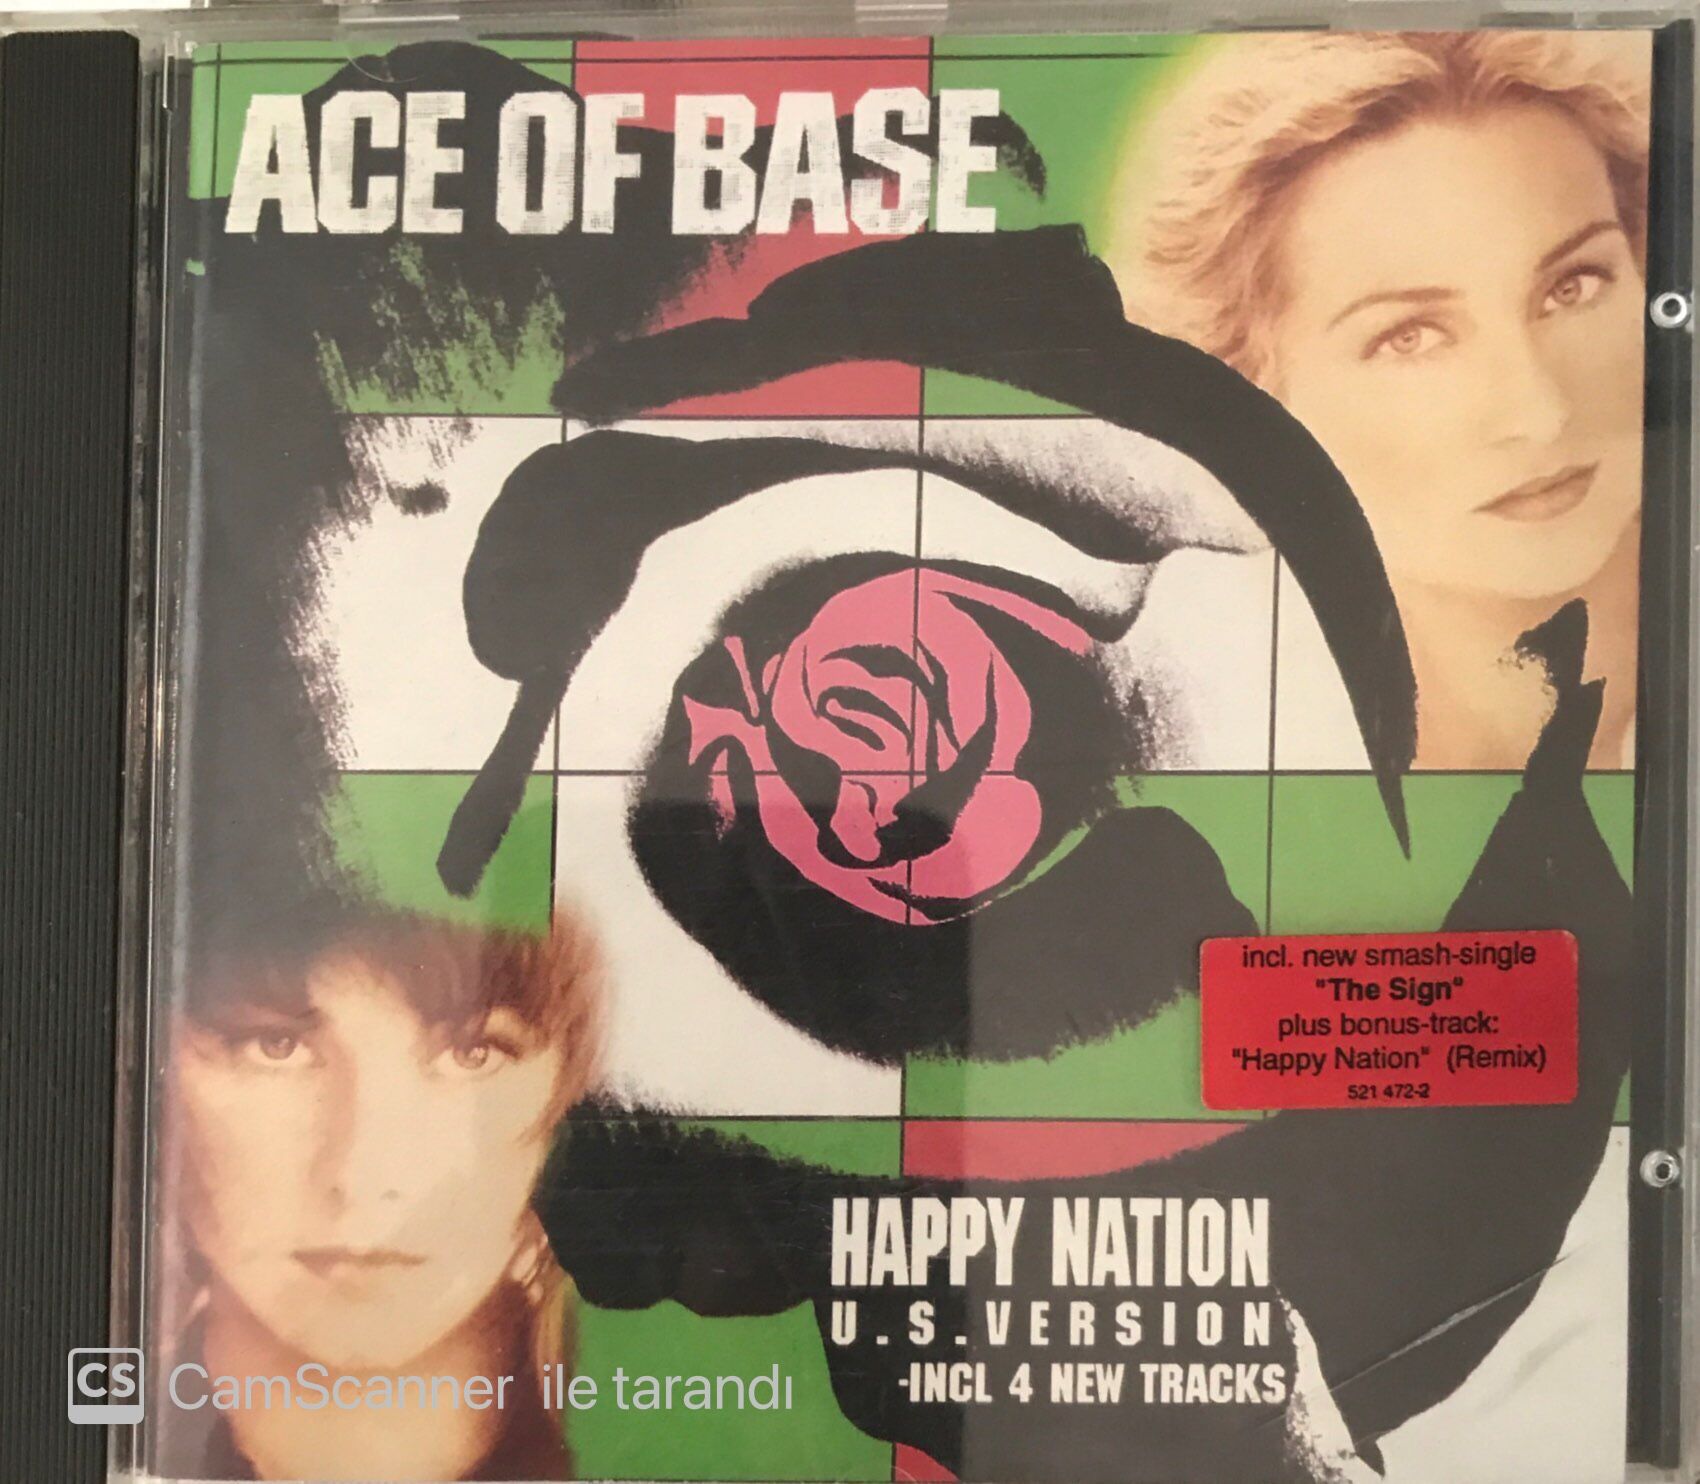 ACE OF BASE
incl. new smash-single
"The Sign"
plus bonus-track:
"Happy Nation" (Remix)
521 472-2
HAPPY NATION
U.S.VERSION
-INCL 4 NEW TRACKS
CS CamScanner ile tarandı